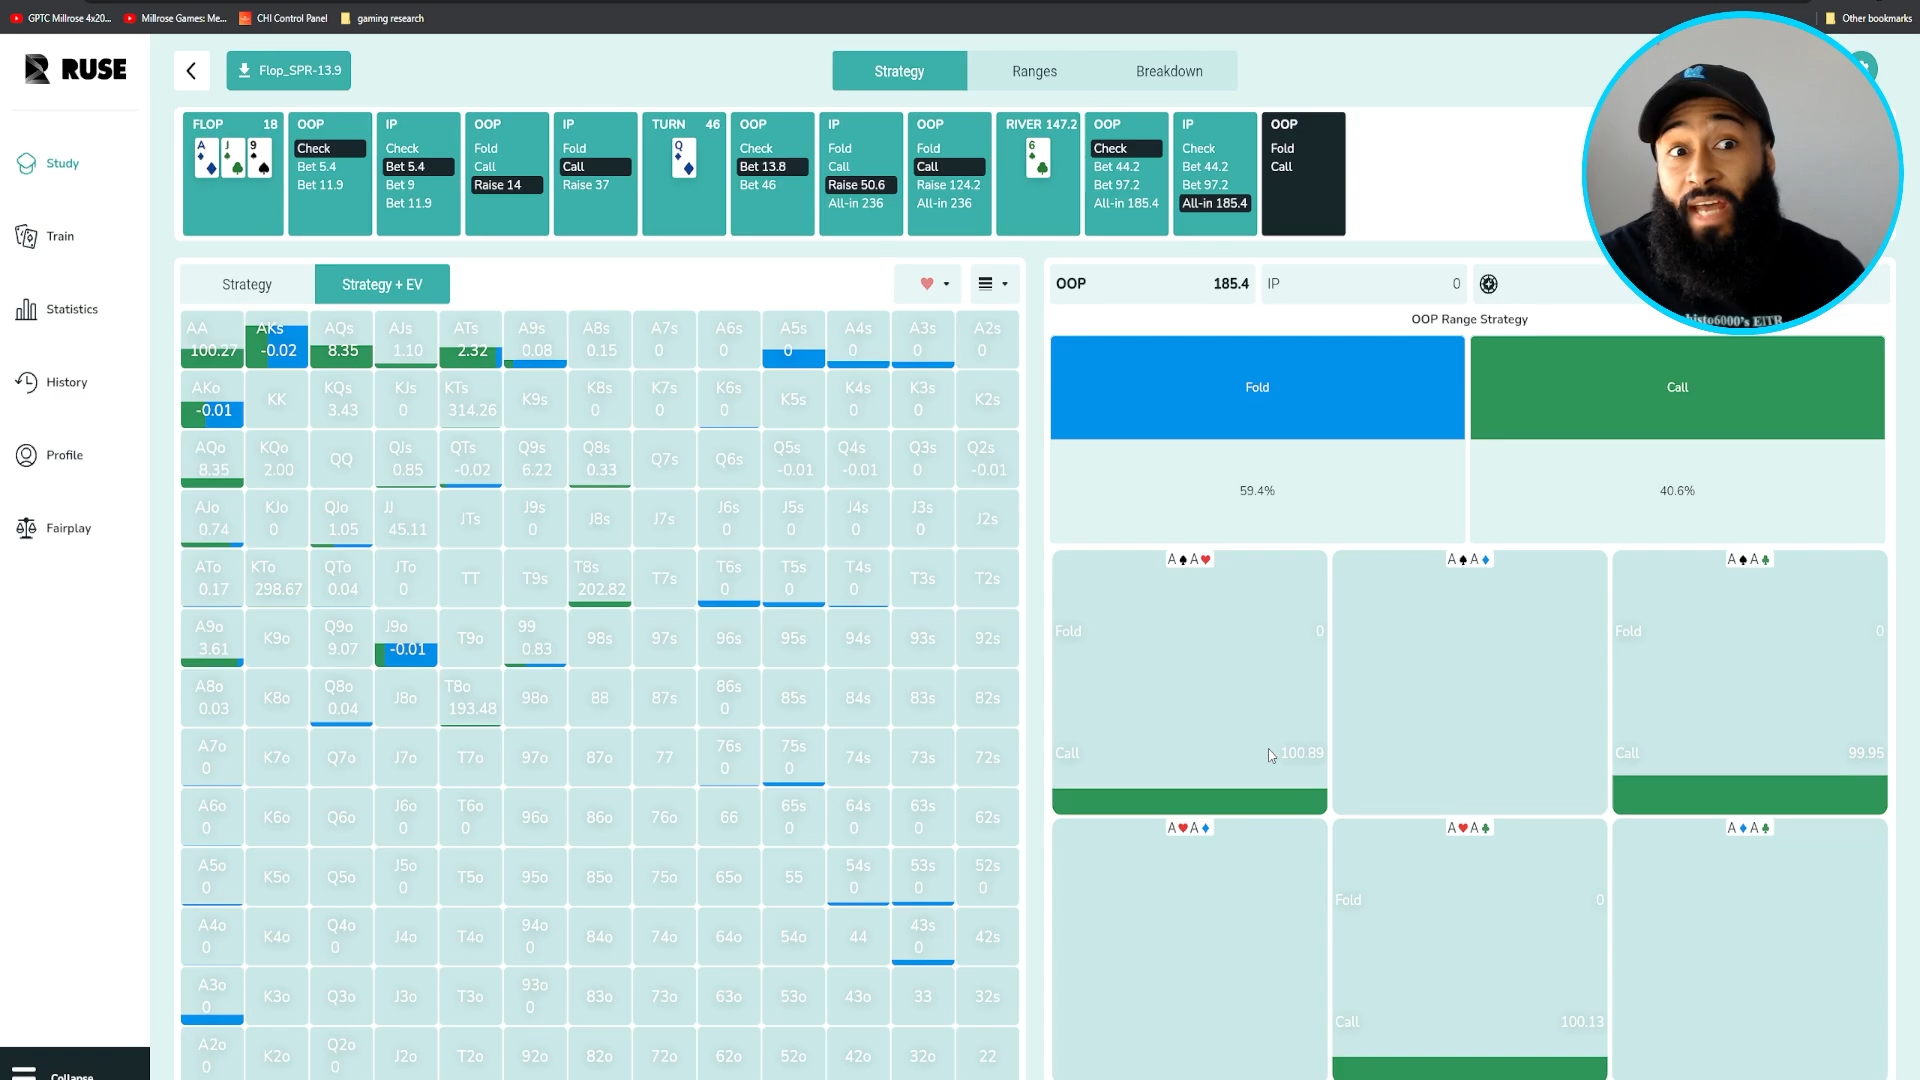 GPTC Millrose 4x20...
Millrose Games: Me...
CHI Control Panel
gaming research
Other bookmarks
RUSE
Flop_SPR-13.9
Strategy
Ranges
Breakdown
Study
Train
Statistics
History
Profile
Fairplay
Collapse
FLOP 18
A J 9
OOP
Check
Bet 5.4
Bet 11.9
IP
Check
Bet 5.4
Bet 9
Bet 11.9
OOP
Fold
Call
Raise 14
IP
Fold
Call
Raise 37
TURN 46
Q
OOP
Check
Bet 13.8
Bet 46
IP
Fold
Call
Raise 50.6
All-in 236
OOP
Fold
Call
Raise 124.2
All-in 236
RIVER 147.2
6
OOP
Check
Bet 44.2
Bet 97.2
All-in 185.4
IP
Check
Bet 44.2
Bet 97.2
All-in 185.4
OOP
Fold
Call
Strategy
Strategy + EV
AA AKs AQs AJs ATs A9s A8s A7s A6s A5s A4s A3s A2s
100.27 -0.02 8.35 1.10 2.32 0.08 0.15 0 0 0 0 0 0
AKo KK KQs KJs KTs K9s K8s K7s K6s K5s K4s K3s K2s
-0.01 3.43 0 314.26 0 0 0 0 0
AQo KQo QQ QJs QTs Q9s Q8s Q7s Q6s Q5s Q4s Q3s Q2s
8.35 2.00 0.85 -0.02 6.22 0.33 -0.01 -0.01 0 -0.01
AJo KJo QJo JJ JTs J9s J8s J7s J6s J5s J4s J3s J2s
0.74 0 1.05 45.11 0 0 0 0 0
ATo KTo QTo JTo TT T9s T8s T7s T6s T5s T4s T3s T2s
0.17 298.67 0.04 0 202.82 0 0 0
A9o K9o Q9o J9o T9o 99 98s 97s 96s 95s 94s 93s 92s
3.61 9.07 -0.01 0.83
A8o K8o Q8o J8o T8o 98o 88 87s 86s 85s 84s 83s 82s
0.03 0.04 193.48 0
A7o K7o Q7o J7o T7o 97o 87o 77 76s 75s 74s 73s 72s
0 0 0
A6o K6o Q6o J6o T6o 96o 86o 76o 66 65s 64s 63s 62s
0 0 0 0 0 0
A5o K5o Q5o J5o T5o 95o 85o 75o 65o 55 54s 53s 52s
0 0 0 0 0
A4o K4o Q4o J4o T4o 94o 84o 74o 64o 54o 44 43s 42s
0 0 0 0
A3o K3o Q3o J3o T3o 93o 83o 73o 63o 53o 43o 33 32s
0 0
A2o K2o Q2o J2o T2o 92o 82o 72o 62o 52o 42o 32o 22
0 0
OOP 185.4
IP 0
histo6000's EITR
OOP Range Strategy
Fold
Call
59.4%
40.6%
A♠A♥
Fold 0
Call 100.89
A♠A♦
A♠A♣
Fold 0
Call 99.95
A♥A♦
A♥A♣
Fold 0
Call 100.13
A♦A♣